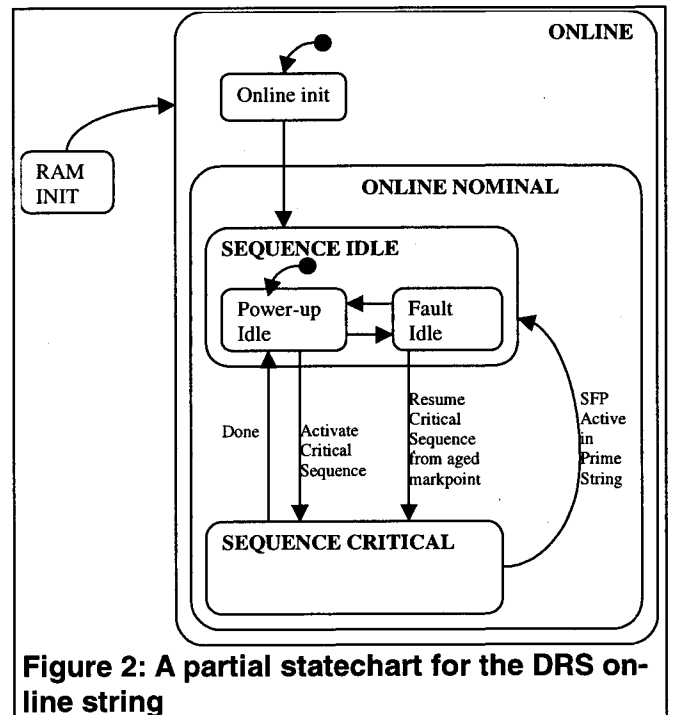 ONLINE
Online init
RAM
INIT
ONLINE NOMINAL
SEQUENCE IDLE
Power-up
Idle
Fault
Idle
Done
Activate
Critical
Sequence
Resume
Critical
Sequence
from aged
markpoint
SFP
Active
in
Prime
String
SEQUENCE CRITICAL
Figure 2: A partial statechart for the DRS on-
line string